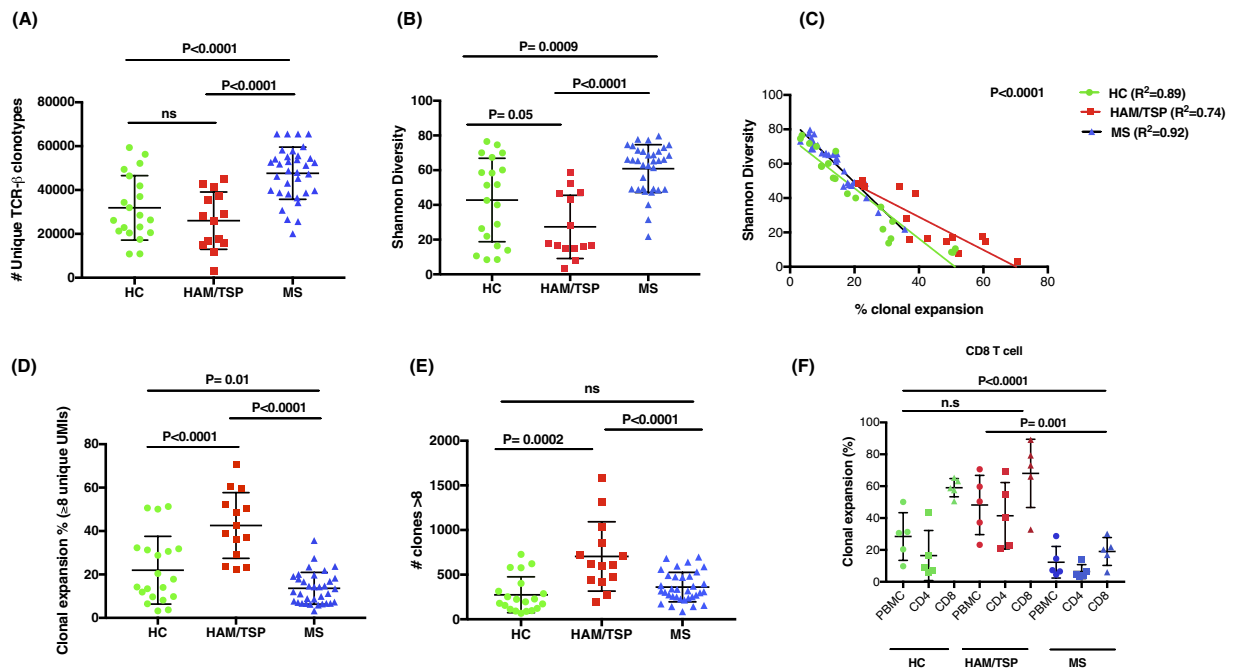 (A)
P<0.0001
P<0.0001
ns
# Unique TCR-β clonotypes
80000
60000
40000
20000
0
HC
HAM/TSP
MS
(B)
P= 0.0009
P<0.0001
P= 0.05
Shannon Diversity
100
80
60
40
20
0
HC
HAM/TSP
MS
(C)
P<0.0001
HC (R²=0.89)
HAM/TSP (R²=0.74)
MS (R²=0.92)
Shannon Diversity
100
80
60
40
20
0
0 20 40 60 80
% clonal expansion
(D)
P= 0.01
P<0.0001
P<0.0001
Clonal expansion % (≥8 unique UMIs)
80
60
40
20
0
HC
HAM/TSP
MS
(E)
ns
P<0.0001
P= 0.0002
# clones >8
2000
1500
1000
500
0
HC
HAM/TSP
MS
(F)
CD8 T cell
P<0.0001
n.s
P= 0.001
Clonal expansion (%)
100
80
60
40
20
0
PBMC
CD4
CD8
PBMC
CD4
CD8
PBMC
CD4
CD8
HC
HAM/TSP
MS